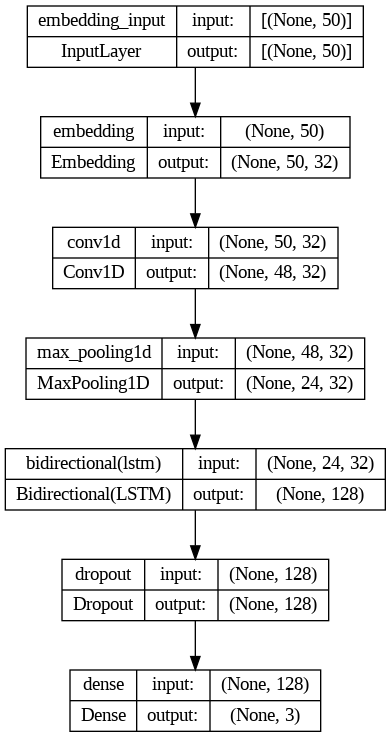 embedding_input input: [(None, 50)]
InputLayer output: [(None, 50)]
embedding input: (None, 50)
Embedding output: (None, 50, 32)
conv1d input: (None, 50, 32)
Conv1D output: (None, 48, 32)
max_pooling1d input: (None, 48, 32)
MaxPooling1D output: (None, 24, 32)
bidirectional(lstm) input: (None, 24, 32)
Bidirectional(LSTM) output: (None, 128)
dropout input: (None, 128)
Dropout output: (None, 128)
dense input: (None, 128)
Dense output: (None, 3)